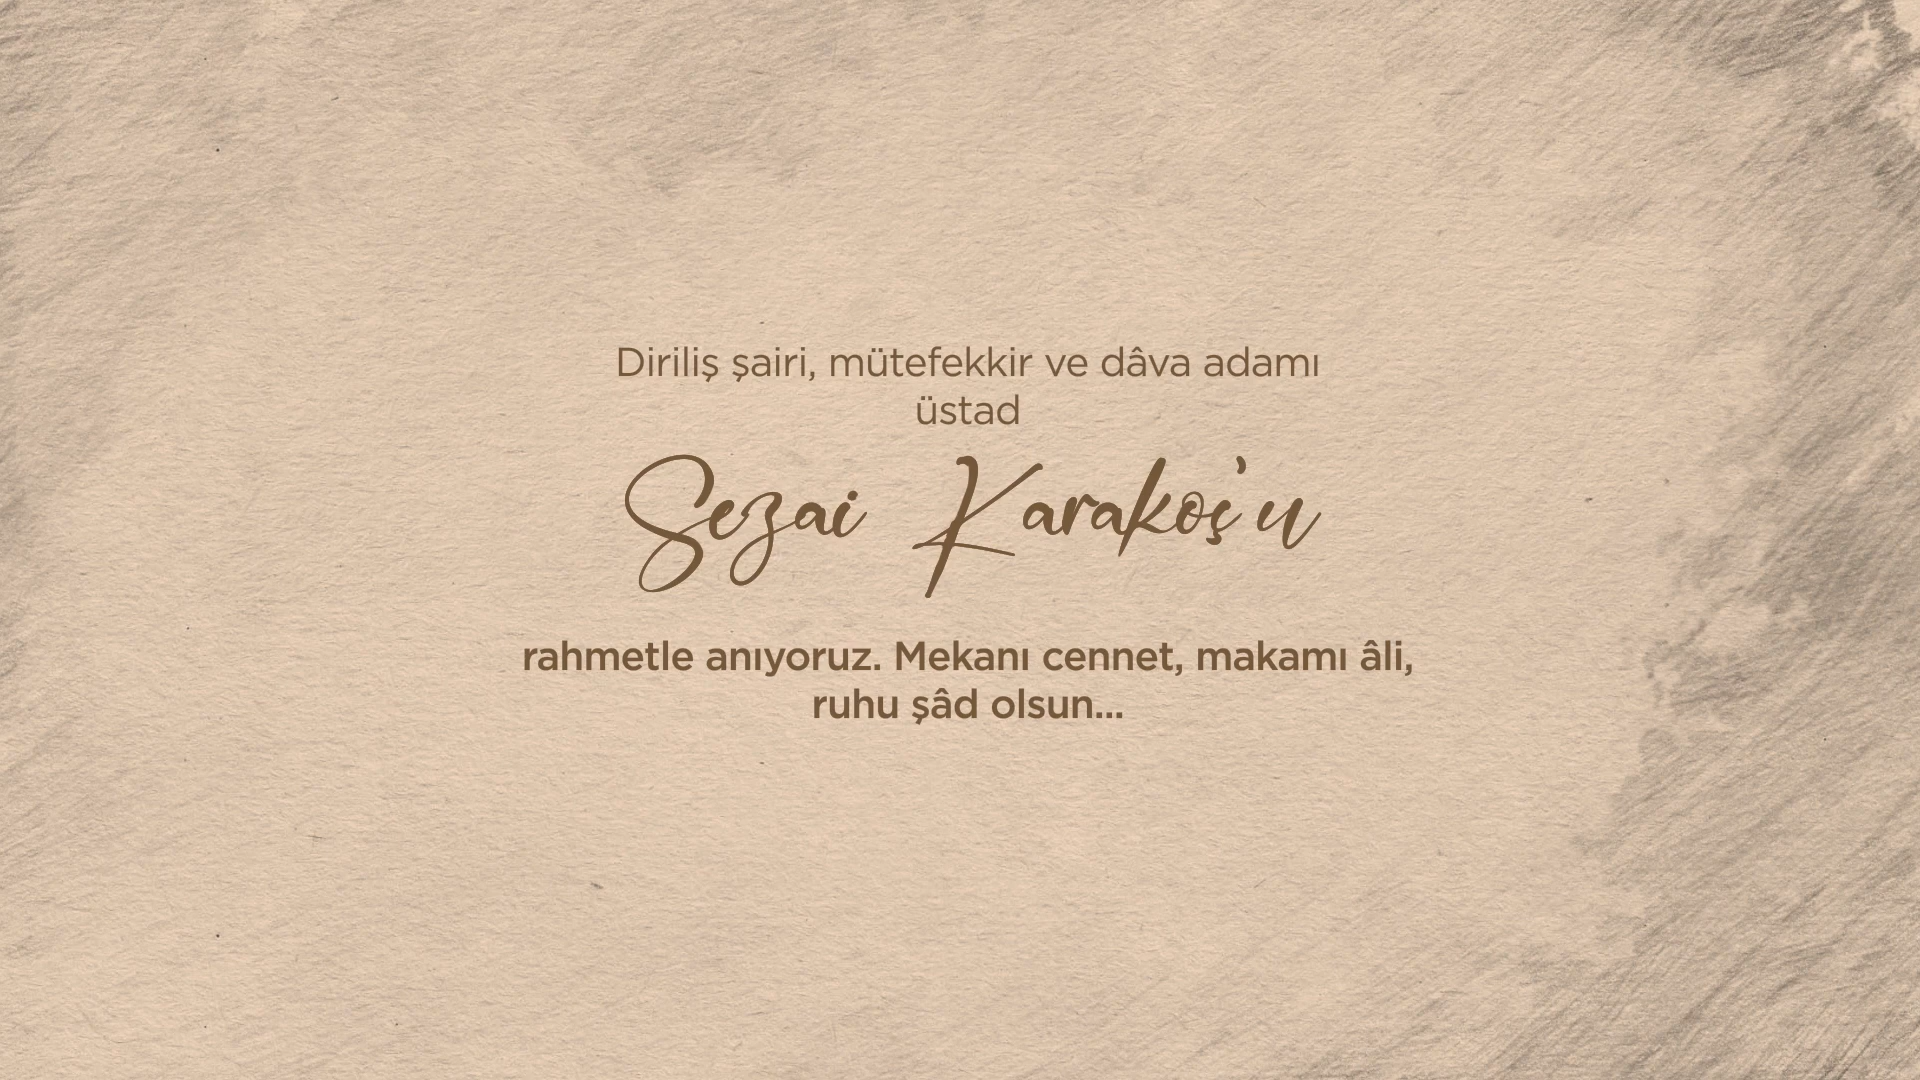 Diriliş şairi, mütefekkir ve dâva adamı
üstad
Sezai Karakoç'u
rahmetle anıyoruz. Mekanı cennet, makamı âli,
ruhu şâd olsun...